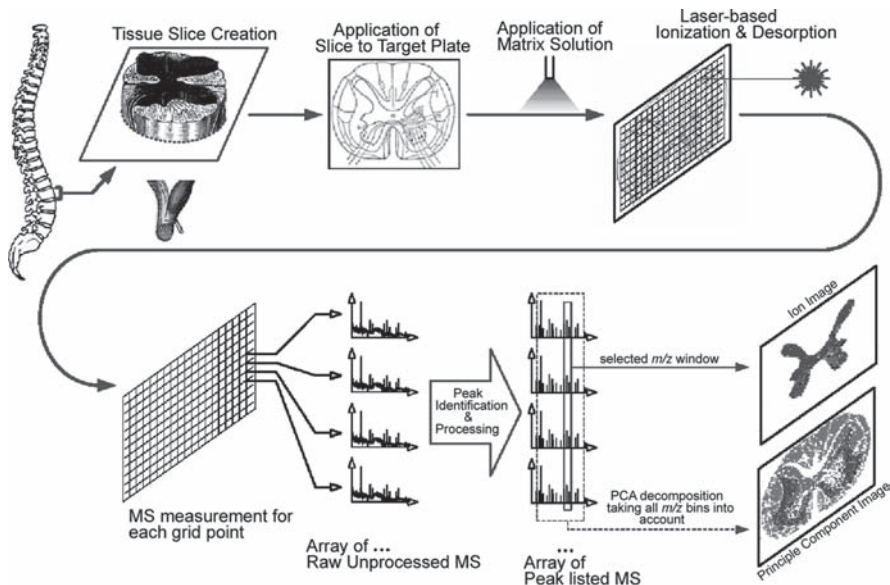 Tissue Slice Creation
Application of
Slice to Target Plate
Application of
Matrix Solution
Laser-based
Ionization & Desorption
MS measurement for
each grid point
Array of ...
Raw Unprocessed MS
Peak
Identification
&
Processing
...
Array of
Peak listed MS
selected m/z window
PCA decomposition
taking all m/z bins into
account
Ion Image
Principle Component Image